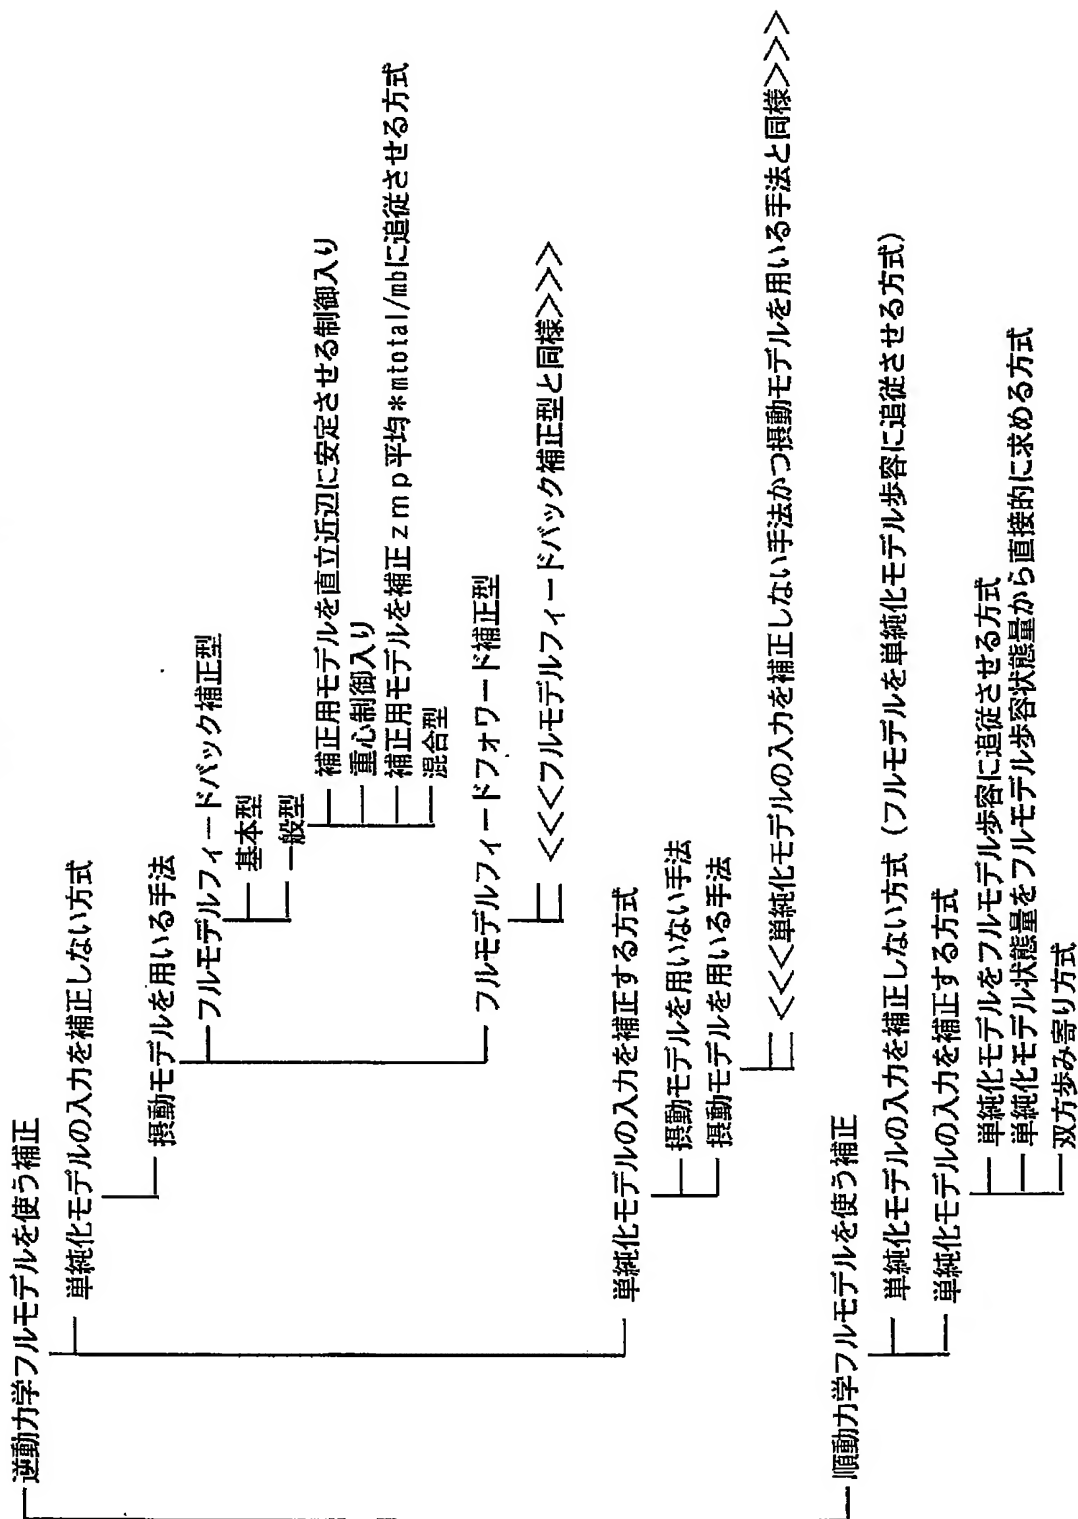 逆動力学フルモデルを使う補正
単純化モデルの入力を補正しない方式
摂動モデルを用いる手法
フルモデルフィードバック補正型
基本型
一般型
補正用モデルを直立近辺に安定させる制御入り
重心制御入り
補正用モデルを補正zmp平均*mtotal/mbに追従させる方式
混合型
フルモデルフィードフォワード補正型
<<<フルモデルフィードバック補正型と同様>>>
単純化モデルの入力を補正する方式
摂動モデルを用いない手法
摂動モデルを用いる手法
<<<単純化モデルの入力を補正しない手法かつ摂動モデルを用いる手法と同様>>>
順動力学フルモデルを使う補正
単純化モデルの入力を補正しない方式(フルモデルを単純化モデル歩容に追従させる方式)
単純化モデルの入力を補正する方式
単純化モデルをフルモデル歩容に追従させる方式
単純化モデル状態量をフルモデル歩容状態量から直接的に求める方式
双方歩み寄り方式